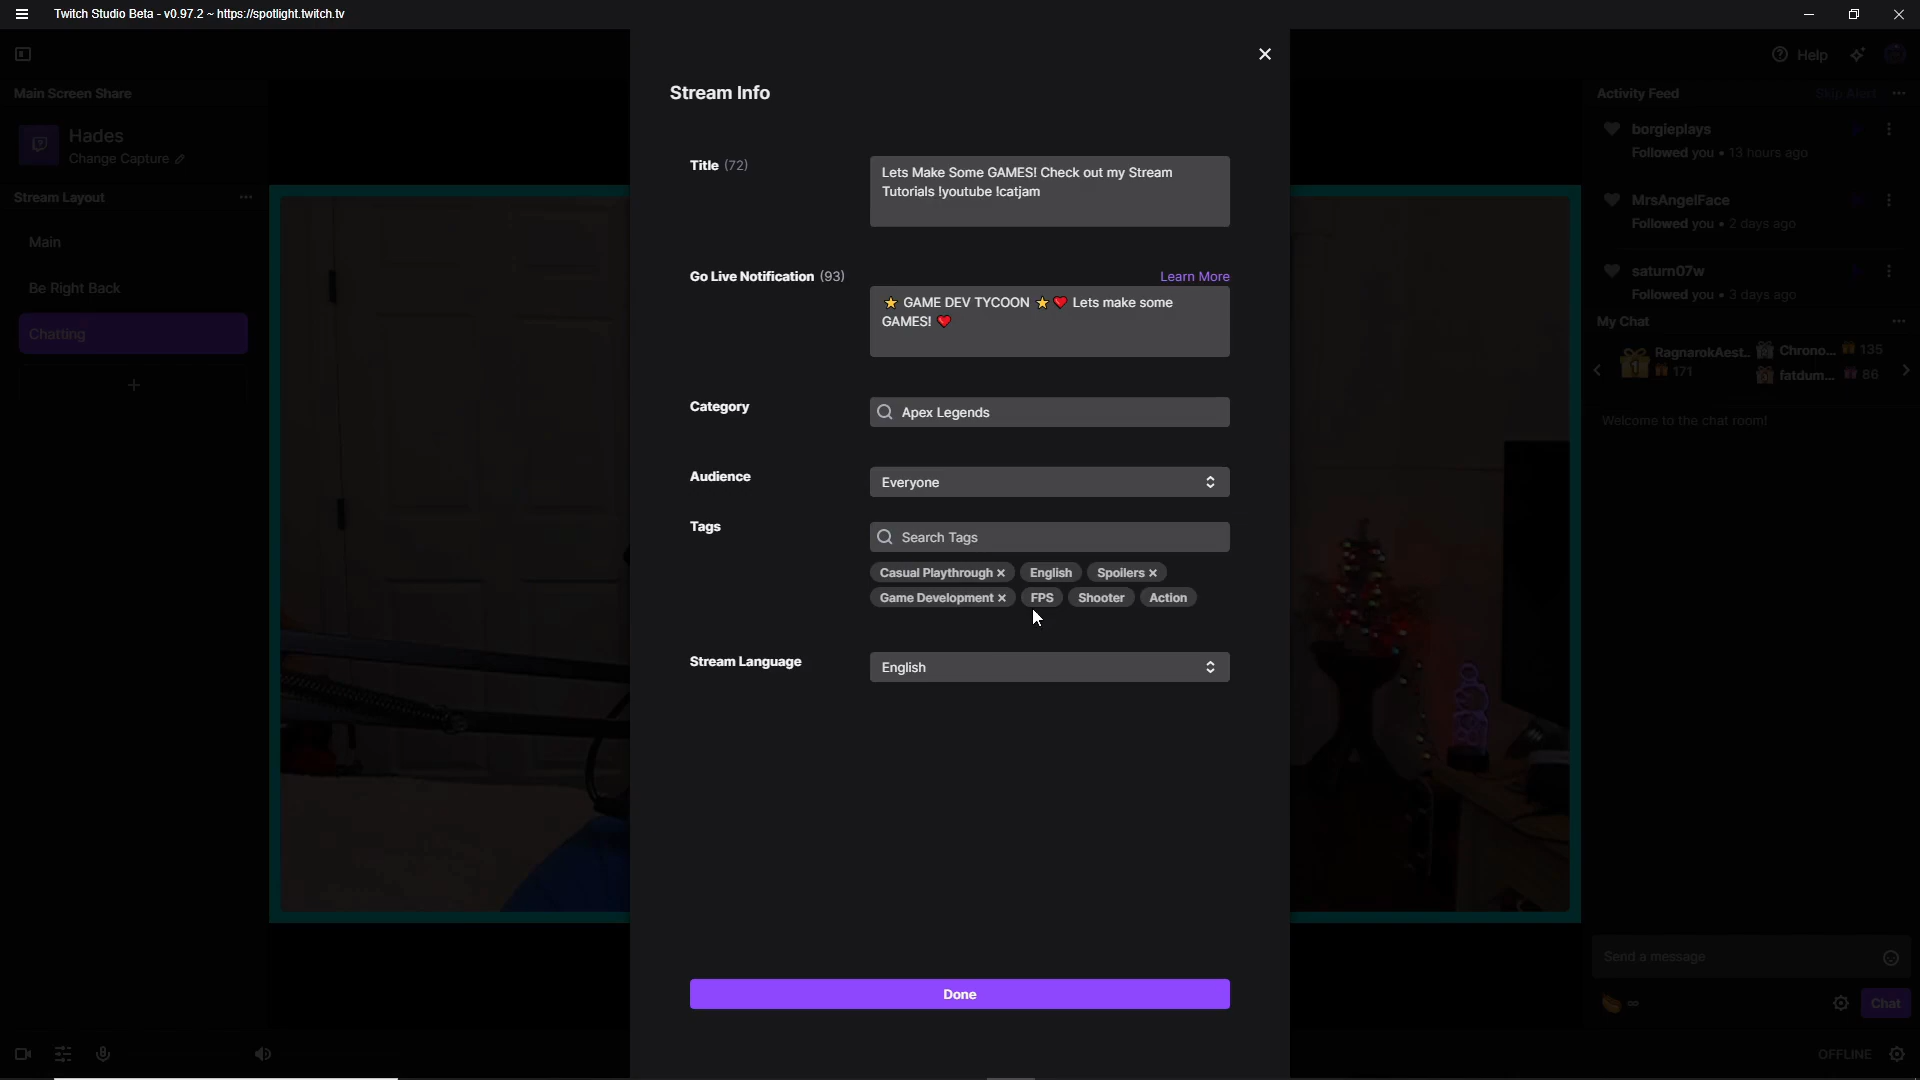 Twitch Studio Beta - v0.97.2 ~ https://spotlight.twitch.tv
Help
Main Screen Share
Hades
Change Capture
Stream Layout
Main
Be Right Back
Chatting
Stream Info
Title (72)
Lets Make Some GAMES! Check out my Stream
Tutorials !youtube !catjam
Go Live Notification (93)
Learn More
⭐ GAME DEV TYCOON ⭐❤️ Lets make some
GAMES! ❤️
Category
Apex Legends
Audience
Everyone
Tags
Search Tags
Casual Playthrough × English Spoilers ×
Game Development × FPS Shooter Action
Stream Language
English
Done
Activity Feed
Skip Alert
borgieplays
Followed you • 13 hours ago
MrsAngelFace
Followed you • 2 days ago
saturn07w
Followed you • 3 days ago
My Chat
RagnarokAest...
171
Chrono... 135
fatdum... 86
Welcome to the chat room!
Send a message
Chat
OFFLINE